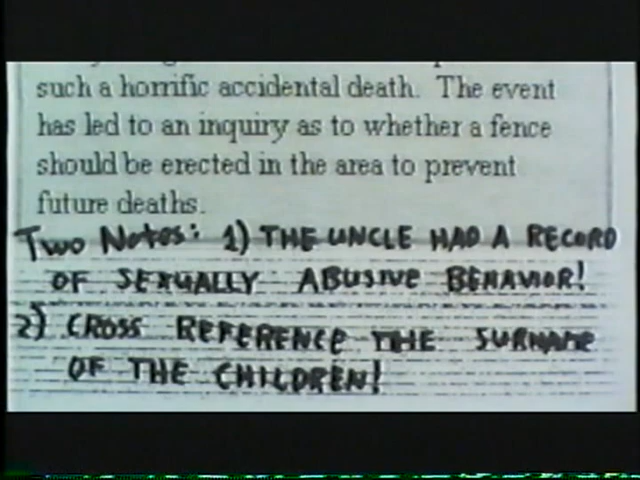 such a horrific accidental death. The event
has led to an inquiry as to whether a fence
should be erected in the area to prevent
future deaths.
Two Notes: 1) THE UNCLE HAD A RECORD
OF SEXUALLY ABUSIVE BEHAVIOR!
2) CROSS REFERENCE THE SURNAME
OF THE CHILDREN!